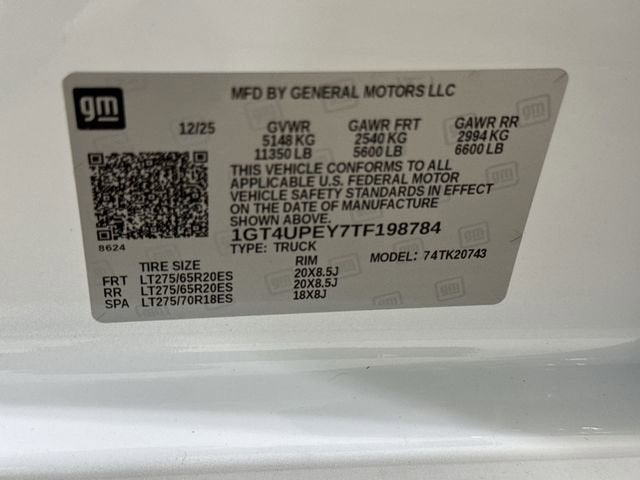 gm
MFD BY GENERAL MOTORS LLC
12/25 GVWR GAWR FRT GAWR RR
5148 KG 2540 KG 2994 KG
11350 LB 5600 LB 6600 LB
THIS VEHICLE CONFORMS TO ALL
APPLICABLE U.S. FEDERAL MOTOR
VEHICLE SAFETY STANDARDS IN EFFECT
ON THE DATE OF MANUFACTURE
SHOWN ABOVE.
8624
1GT4UPEY7TF198784
TYPE: TRUCK MODEL: 74TK20743
TIRE SIZE RIM
FRT LT275/65R20ES 20X8.5J
RR LT275/65R20ES 20X8.5J
SPA LT275/70R18ES 18X8J